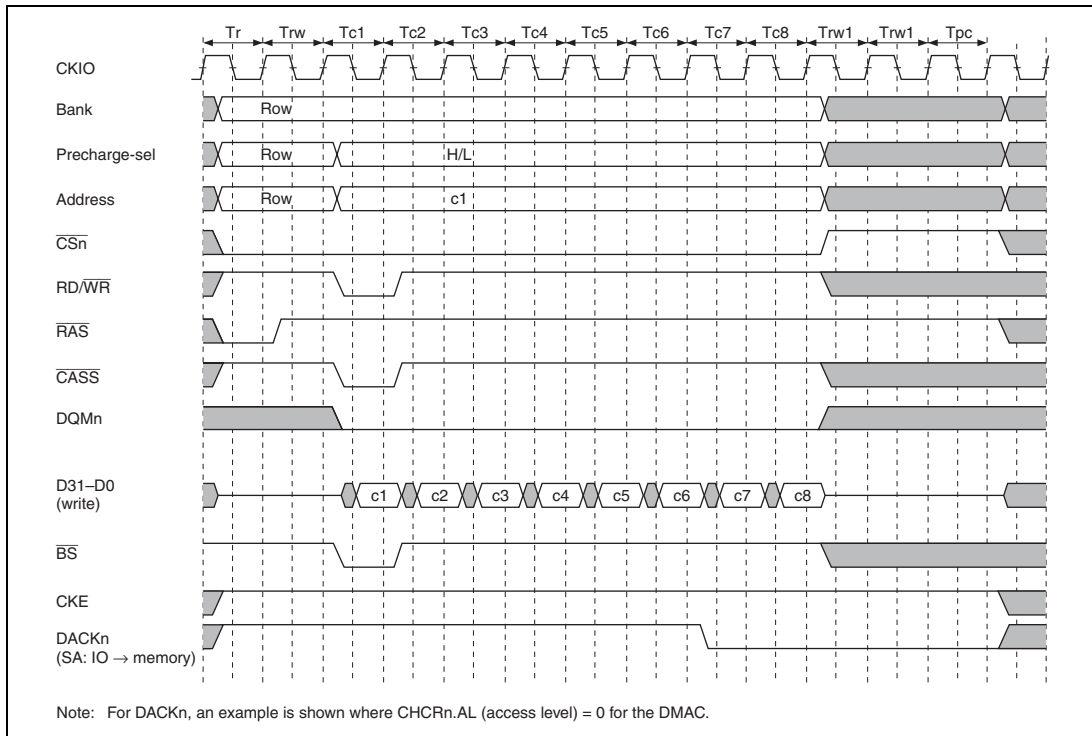 Tr Trw Tc1 Tc2 Tc3 Tc4 Tc5 Tc6 Tc7 Tc8 Trw1 Trw1 Tpc
CKIO
Bank Row
Precharge-sel Row H/L
Address Row c1
CSn
RD/WR
RAS
CASS
DQMn
D31–D0
(write)
c1 c2 c3 c4 c5 c6 c7 c8
BS
CKE
DACKn
(SA: IO → memory)
Note: For DACKn, an example is shown where CHCRn.AL (access level) = 0 for the DMAC.